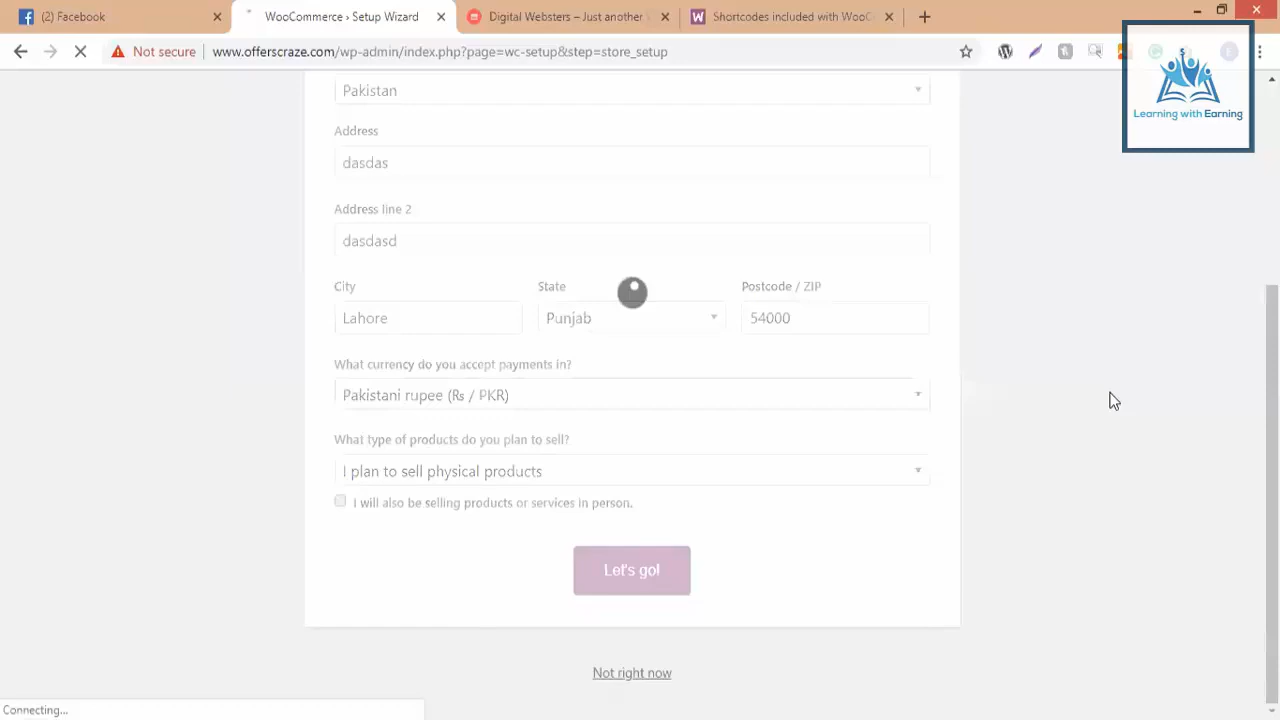 Facebook
WooCommerce › Setup Wizard
Digital Websters – Just another
Shortcodes included with WooC
Not secure
www.offerscraze.com/wp-admin/index.php?page=wc-setup&step=store_setup
Learning with Earning
Pakistan
Address
dasdas
Address line 2
dasdasd
City State Postcode / ZIP
Lahore Punjab 54000
What currency do you accept payments in?
Pakistani rupee (₨ / PKR)
What type of products do you plan to sell?
I plan to sell physical products
I will also be selling products or services in person.
Let's go!
Not right now
Connecting...